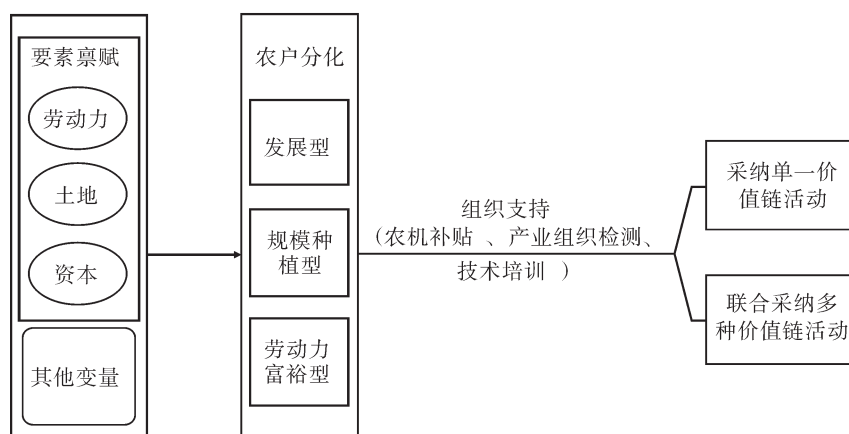 要素禀赋
劳动力
土地
资本
其他变量
农户分化
发展型
规模种
植型
劳动力
富裕型
组织支持
（农机补贴 、产业组织检测、
技术培训 ）
采纳单一价
值链活动
联合采纳多
种价值链活动